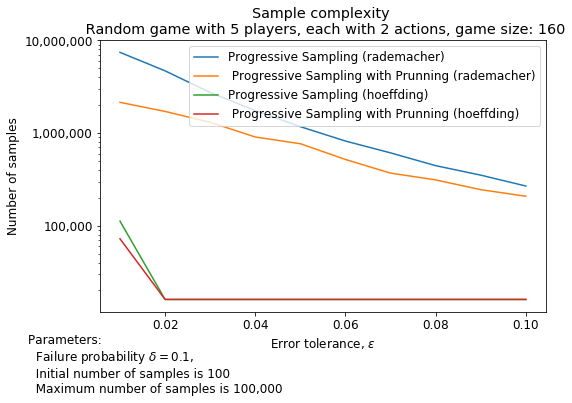 Sample complexity
Random game with 5 players, each with 2 actions, game size: 160
10,000,000
1,000,000
100,000
Number of samples
Progressive Sampling (rademacher)
Progressive Sampling with Prunning (rademacher)
Progressive Sampling (hoeffding)
Progressive Sampling with Prunning (hoeffding)
0.02 0.04 0.06 0.08 0.10
Error tolerance, ε
Parameters:
Failure probability δ = 0.1,
Initial number of samples is 100
Maximum number of samples is 100,000